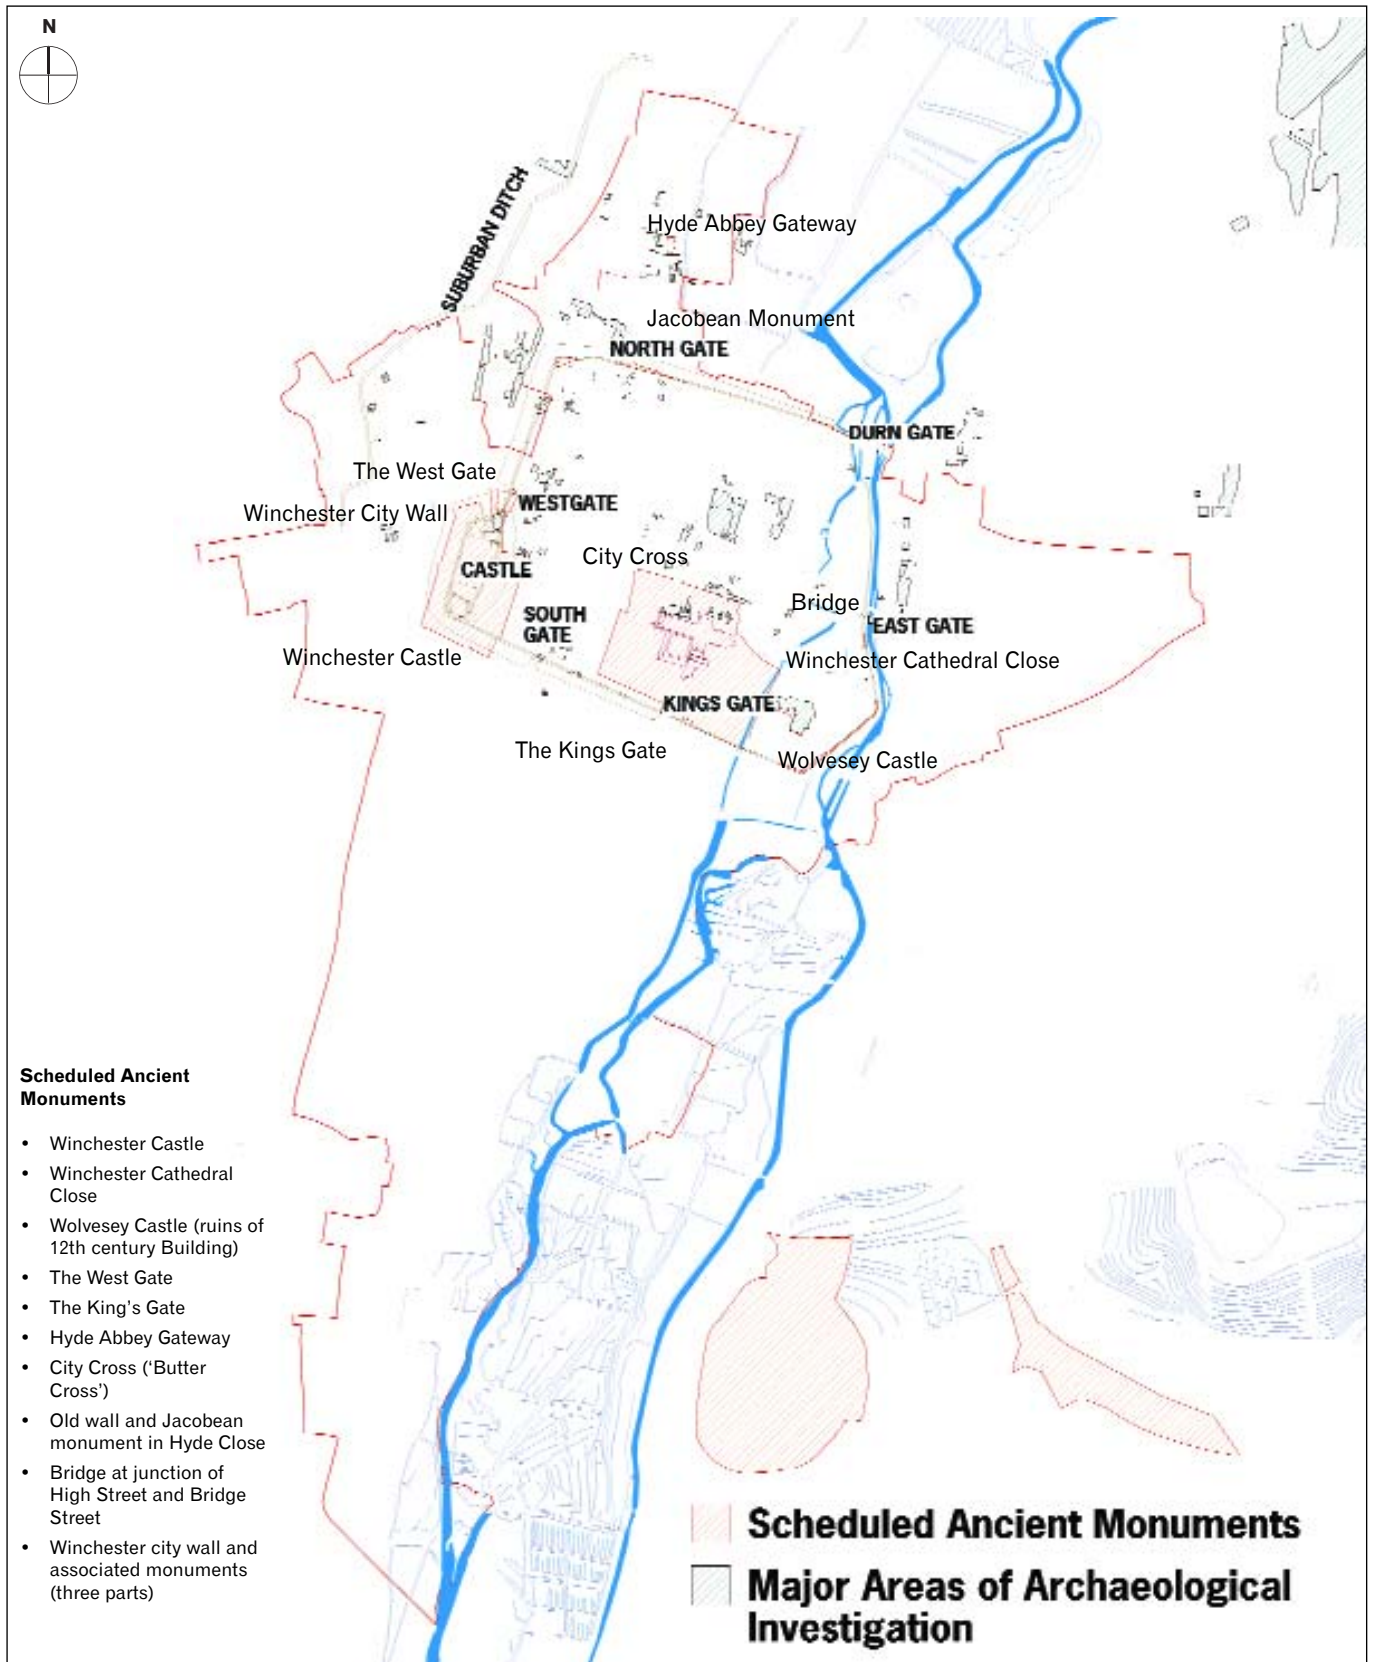 N
SUBURBAN DITCH
Hyde Abbey Gateway
Jacobean Monument
NORTH GATE
DURN GATE
The West Gate
WESTGATE
Winchester City Wall
City Cross
CASTLE
Bridge
SOUTH
GATE
EAST GATE
Winchester Castle
Winchester Cathedral Close
KINGS GATE
The Kings Gate
Wolvesey Castle
Scheduled Ancient
Monuments
• Winchester Castle
• Winchester Cathedral
Close
• Wolvesey Castle (ruins of
12th century Building)
• The West Gate
• The King's Gate
• Hyde Abbey Gateway
• City Cross (‘Butter
Cross’)
• Old wall and Jacobean
monument in Hyde Close
• Bridge at junction of
High Street and Bridge
Street
• Winchester city wall and
associated monuments
(three parts)
Scheduled Ancient Monuments
Major Areas of Archaeological
Investigation